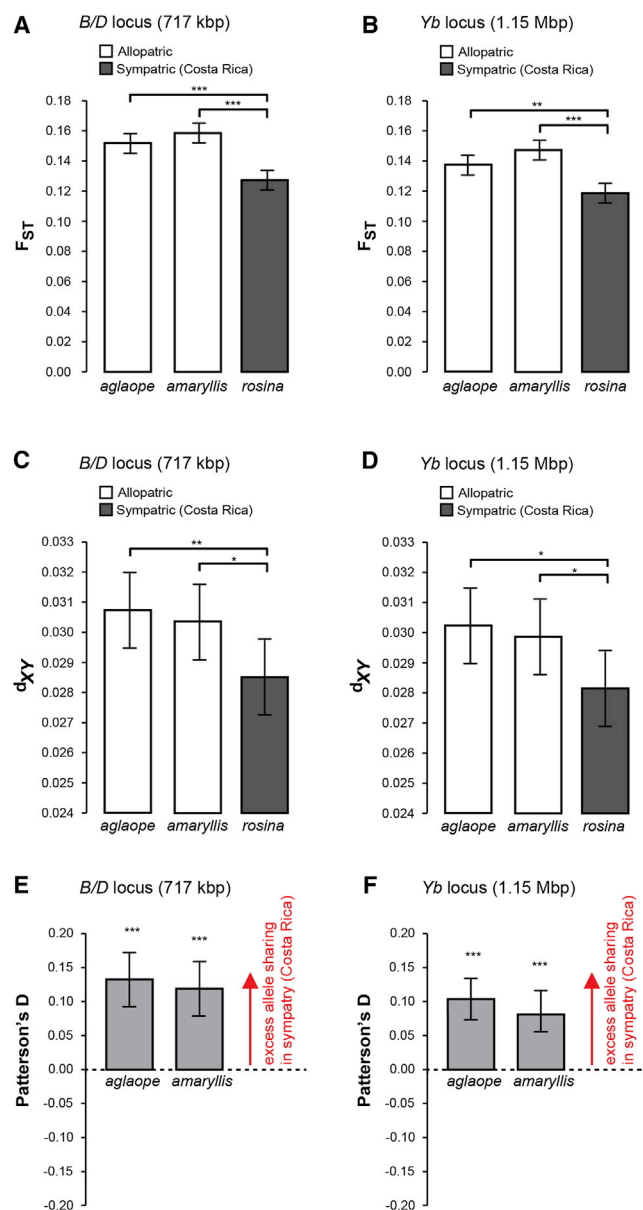 A
B/D locus (717 kbp)
Allopatric
Sympatric (Costa Rica)
***
***
0.18
0.16
0.14
0.12
0.10
0.08
0.06
0.04
0.02
0.00
FST
aglaope amaryllis rosina
B
Yb locus (1.15 Mbp)
Allopatric
Sympatric (Costa Rica)
**
***
0.18
0.16
0.14
0.12
0.10
0.08
0.06
0.04
0.02
0.00
FST
aglaope amaryllis rosina
C
B/D locus (717 kbp)
Allopatric
Sympatric (Costa Rica)
**
*
0.033
0.032
0.031
0.030
0.029
0.028
0.027
0.026
0.025
0.024
dXY
aglaope amaryllis rosina
D
Yb locus (1.15 Mbp)
Allopatric
Sympatric (Costa Rica)
*
*
0.033
0.032
0.031
0.030
0.029
0.028
0.027
0.026
0.025
0.024
dXY
aglaope amaryllis rosina
E
B/D locus (717 kbp)
*** ***
0.20
0.15
0.10
0.05
0.00
-0.05
-0.10
-0.15
-0.20
Patterson's D
aglaope amaryllis
excess allele sharing
in sympatry (Costa Rica)
F
Yb locus (1.15 Mbp)
*** ***
0.20
0.15
0.10
0.05
0.00
-0.05
-0.10
-0.15
-0.20
Patterson's D
aglaope amaryllis
excess allele sharing
in sympatry (Costa Rica)